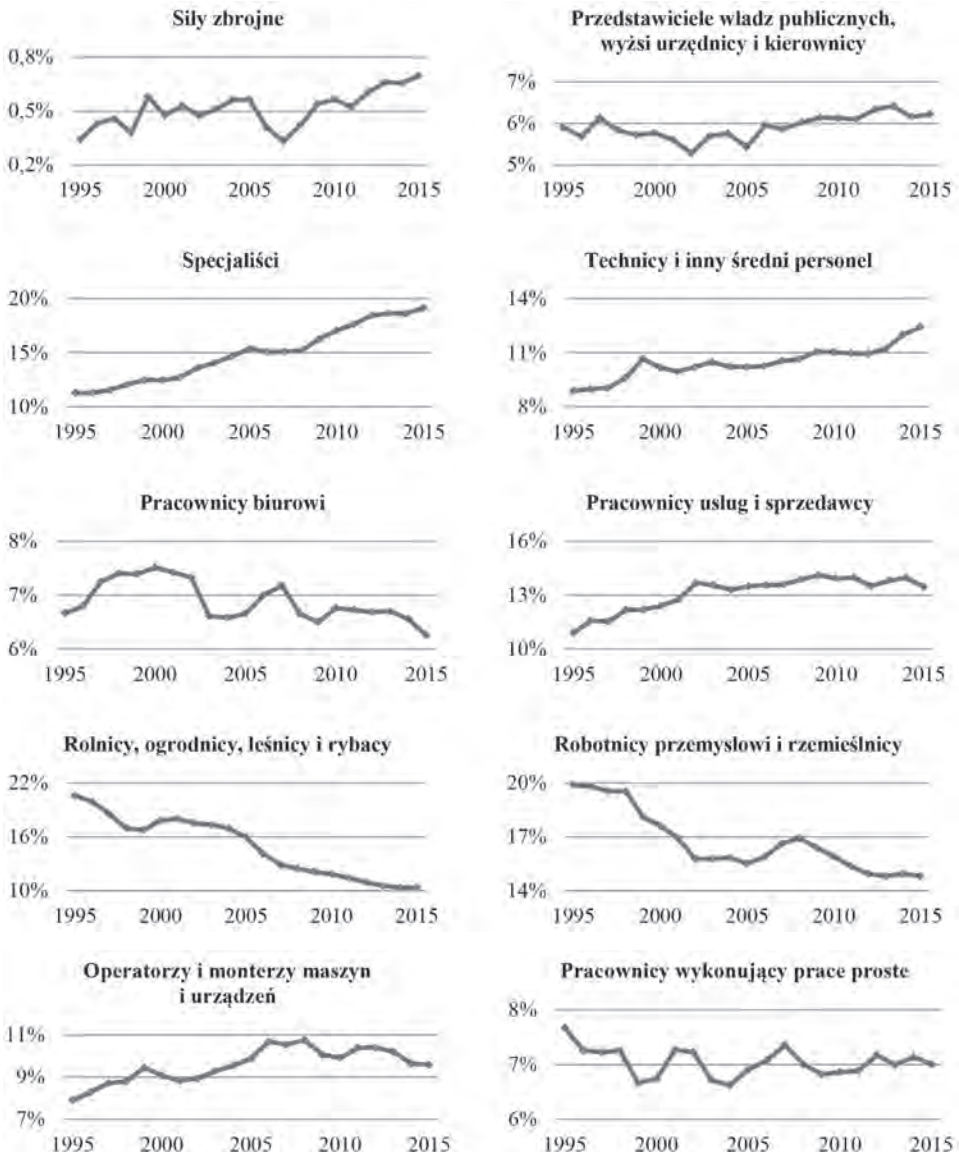 Siły zbrojne
0,8%
0,5%
0,2%
1995 2000 2005 2010 2015
Przedstawiciele władz publicznych,
wyżsi urzędnicy i kierownicy
7%
6%
5%
1995 2000 2005 2010 2015
Specjaliści
20%
15%
10%
1995 2000 2005 2010 2015
Technicy i inny średni personel
14%
11%
8%
1995 2000 2005 2010 2015
Pracownicy biurowi
8%
7%
6%
1995 2000 2005 2010 2015
Pracownicy usług i sprzedawcy
16%
13%
10%
1995 2000 2005 2010 2015
Rolnicy, ogrodnicy, leśnicy i rybacy
22%
16%
10%
1995 2000 2005 2010 2015
Robotnicy przemysłowi i rzemieślnicy
20%
17%
14%
1995 2000 2005 2010 2015
Operatorzy i monterzy maszyn
i urządzeń
11%
9%
7%
1995 2000 2005 2010 2015
Pracownicy wykonujący prace proste
8%
7%
6%
1995 2000 2005 2010 2015